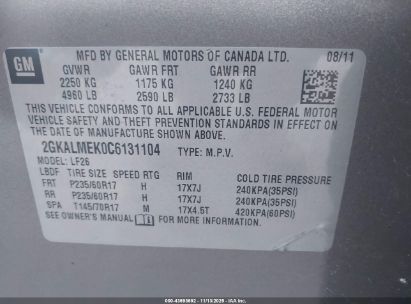 GM
MFD BY GENERAL MOTORS OF CANADA LTD. 08/11
GVWR GAWR FRT GAWR RR
2250 KG 1175 KG 1240 KG
4960 LB 2590 LB 2733 LB
THIS VEHICLE CONFORMS TO ALL APPLICABLE U.S. FEDERAL MOTOR
VEHICLE SAFETY, BUMPER, AND THEFT PREVENTION STANDARDS IN
EFFECT ON THE DATE OF MANUFACTURE SHOWN ABOVE.
2GKALMEK0C6131104 TYPE: M.P.V.
MODEL: LF26
LBDF TIRE SIZE SPEED RTG RIM COLD TIRE PRESSURE
FRT P235/60R17 H 17X7J 240KPA(35PSI)
RR P235/60R17 H 17X7J 240KPA(35PSI)
SPA T145/70R17 M 17X4.5T 420KPA(60PSI)
SEE OWNER'S MANUAL FOR ADDITIONAL INFORMATION.